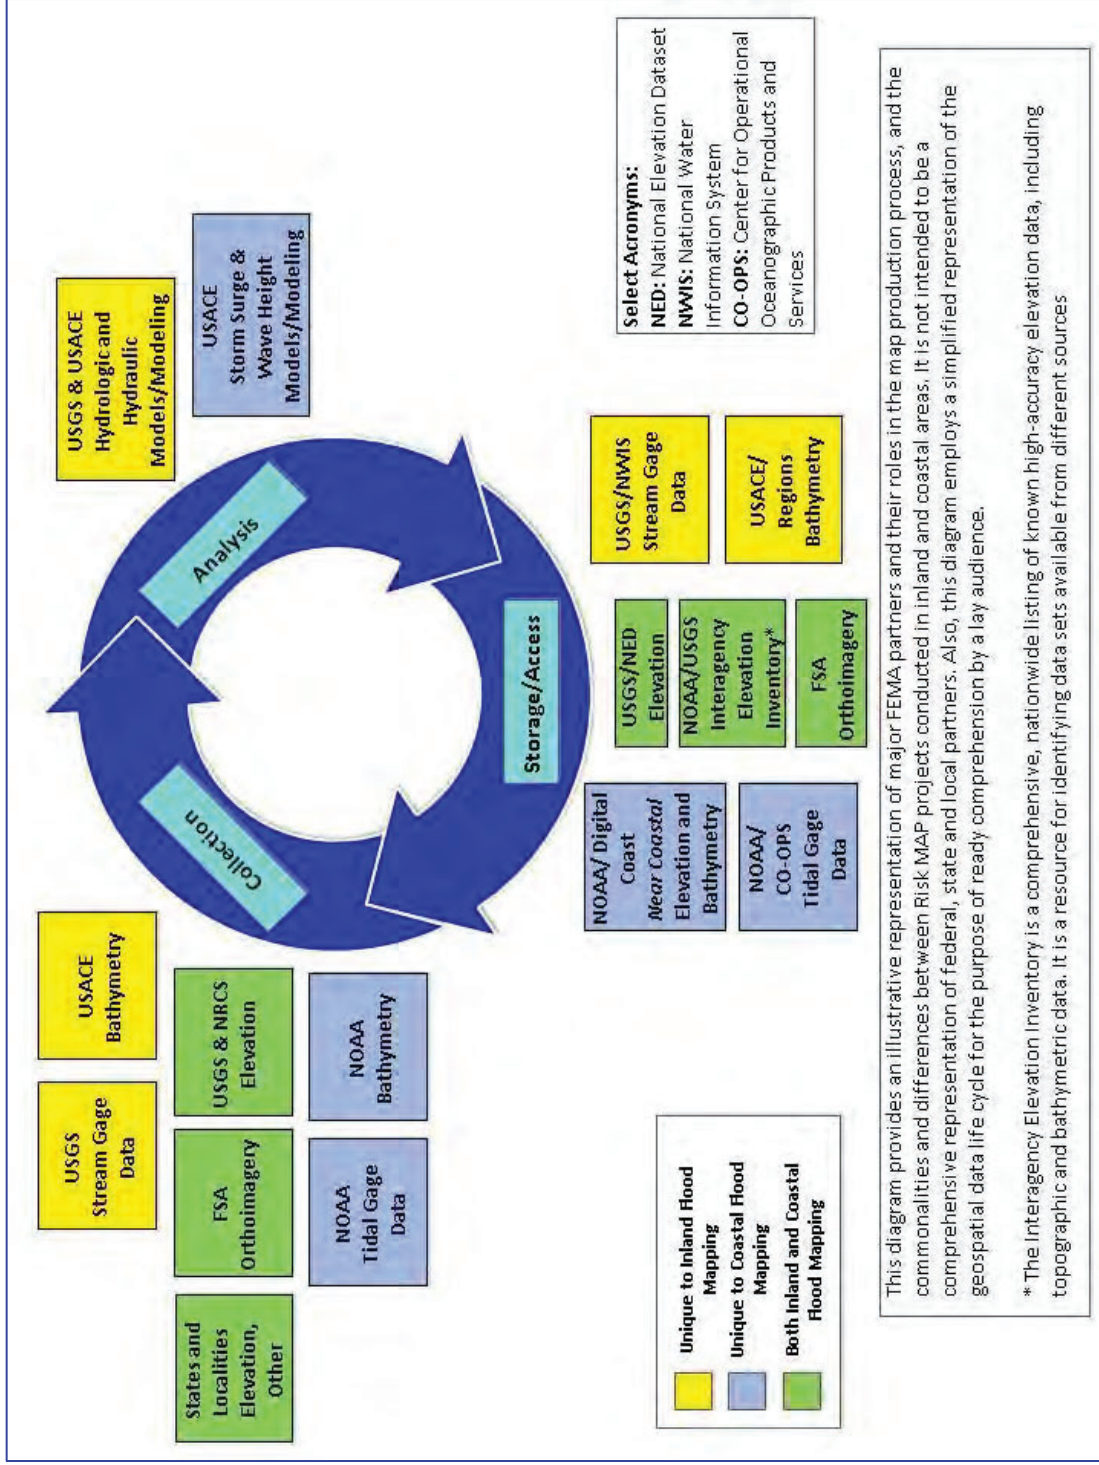 USGS
Stream Gage
Data
USACE
Bathymetry
States and
Localities
Elevation,
Other
FSA
Orthoimagery
USGS & NRCS
Elevation
NOAA
Tidal Gage
Data
NOAA
Bathymetry
Collection
Analysis
Storage/Access
USGS & USACE
Hydrologic and
Hydraulic
Models/Modeling
USACE
Storm Surge &
Wave Height
Models/Modeling
NOAA/ Digital
Coast
Near Coastal
Elevation and
Bathymetry
NOAA/
CO-OPS
Tidal Gage
Data
USGS/NED
Elevation
NOAA/USGS
Interagency
Elevation
Inventory*
FSA
Orthoimagery
USGS/NWIS
Stream Gage
Data
USACE/
Regions
Bathymetry
Unique to Inland Flood
Mapping
Unique to Coastal Flood
Mapping
Both Inland and Coastal
Flood Mapping
Select Acronyms:
NED: National Elevation Dataset
NWIS: National Water
Information System
CO-OPS: Center for Operational
Oceanographic Products and
Services
This diagram provides an illustrative representation of major FEMA partners and their roles in the map production process, and the
commonalities and differences between Risk MAP projects conducted in inland and coastal areas. It is not intended to be a
comprehensive representation of federal, state and local partners. Also, this diagram employs a simplified representation of the
geospatial data life cycle for the purpose of ready comprehension by a lay audience.
* The Interagency Elevation Inventory is a comprehensive, nationwide listing of known high-accuracy elevation data, including
topographic and bathymetric data. It is a resource for identifying data sets available from different sources